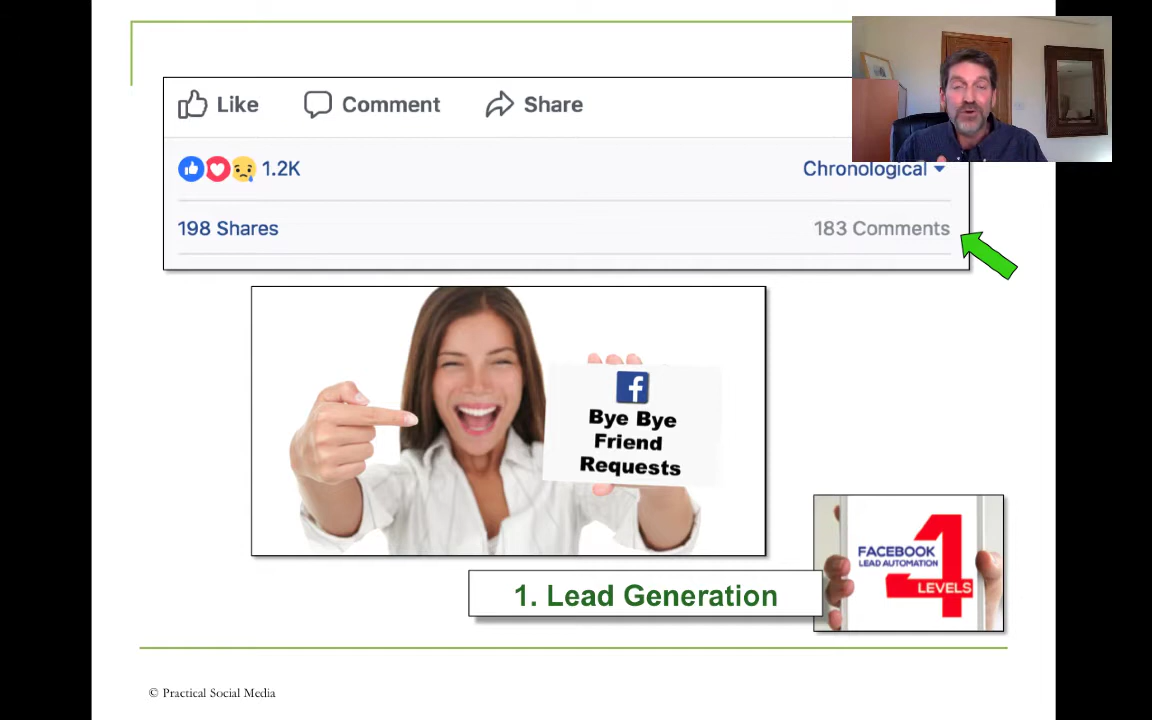 Like Comment Share
1.2K Chronological
198 Shares 183 Comments
f
Bye Bye
Friend
Requests
FACEBOOK
LEAD AUTOMATION
4
LEVELS
1. Lead Generation
© Practical Social Media